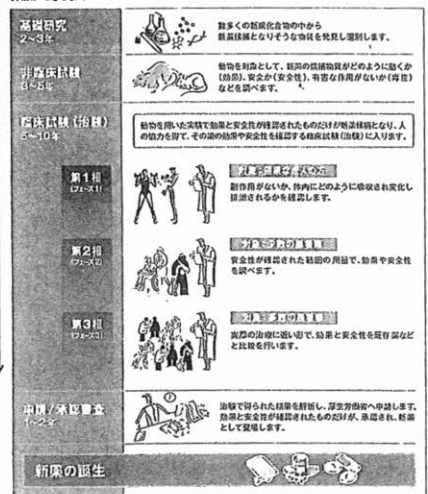 基礎研究
2~3年
数多くの新規化合物の中から
新薬候補となりそうな物質を発見し選別します。
非臨床試験
3~5年
動物を対象として、新薬の候補物質がどのように効くか
(効果)、安全か(安全性)、有害な作用がないか(毒性)
などを調べます。
臨床試験(治験)
5~10年
動物を用いた実験で効果と安全性が確認されたものだけが新薬候補となり、人
の協力を得て、その薬の効果や安全性を確認する臨床試験(治験)に入ります。
第1相
(フェーズ1)
対象:健康な成人の方
副作用がないか、体内にどのように吸収され変化し
排泄されるかを確認します。
第2相
(フェーズ2)
対象:少数の患者様
安全性が確認された範囲の用量で、効果や安全性
を調べます。
第3相
(フェーズ3)
対象:多数の患者様
実際の治療に近い形で、効果と安全性を既存薬など
と比較を行います。
申請/承認審査
1~2年
治験で得られた結果を解析し、厚生労働省へ申請します。
効果と安全性が確認されたものだけが、承認され、新薬
として登場します。
新薬の誕生